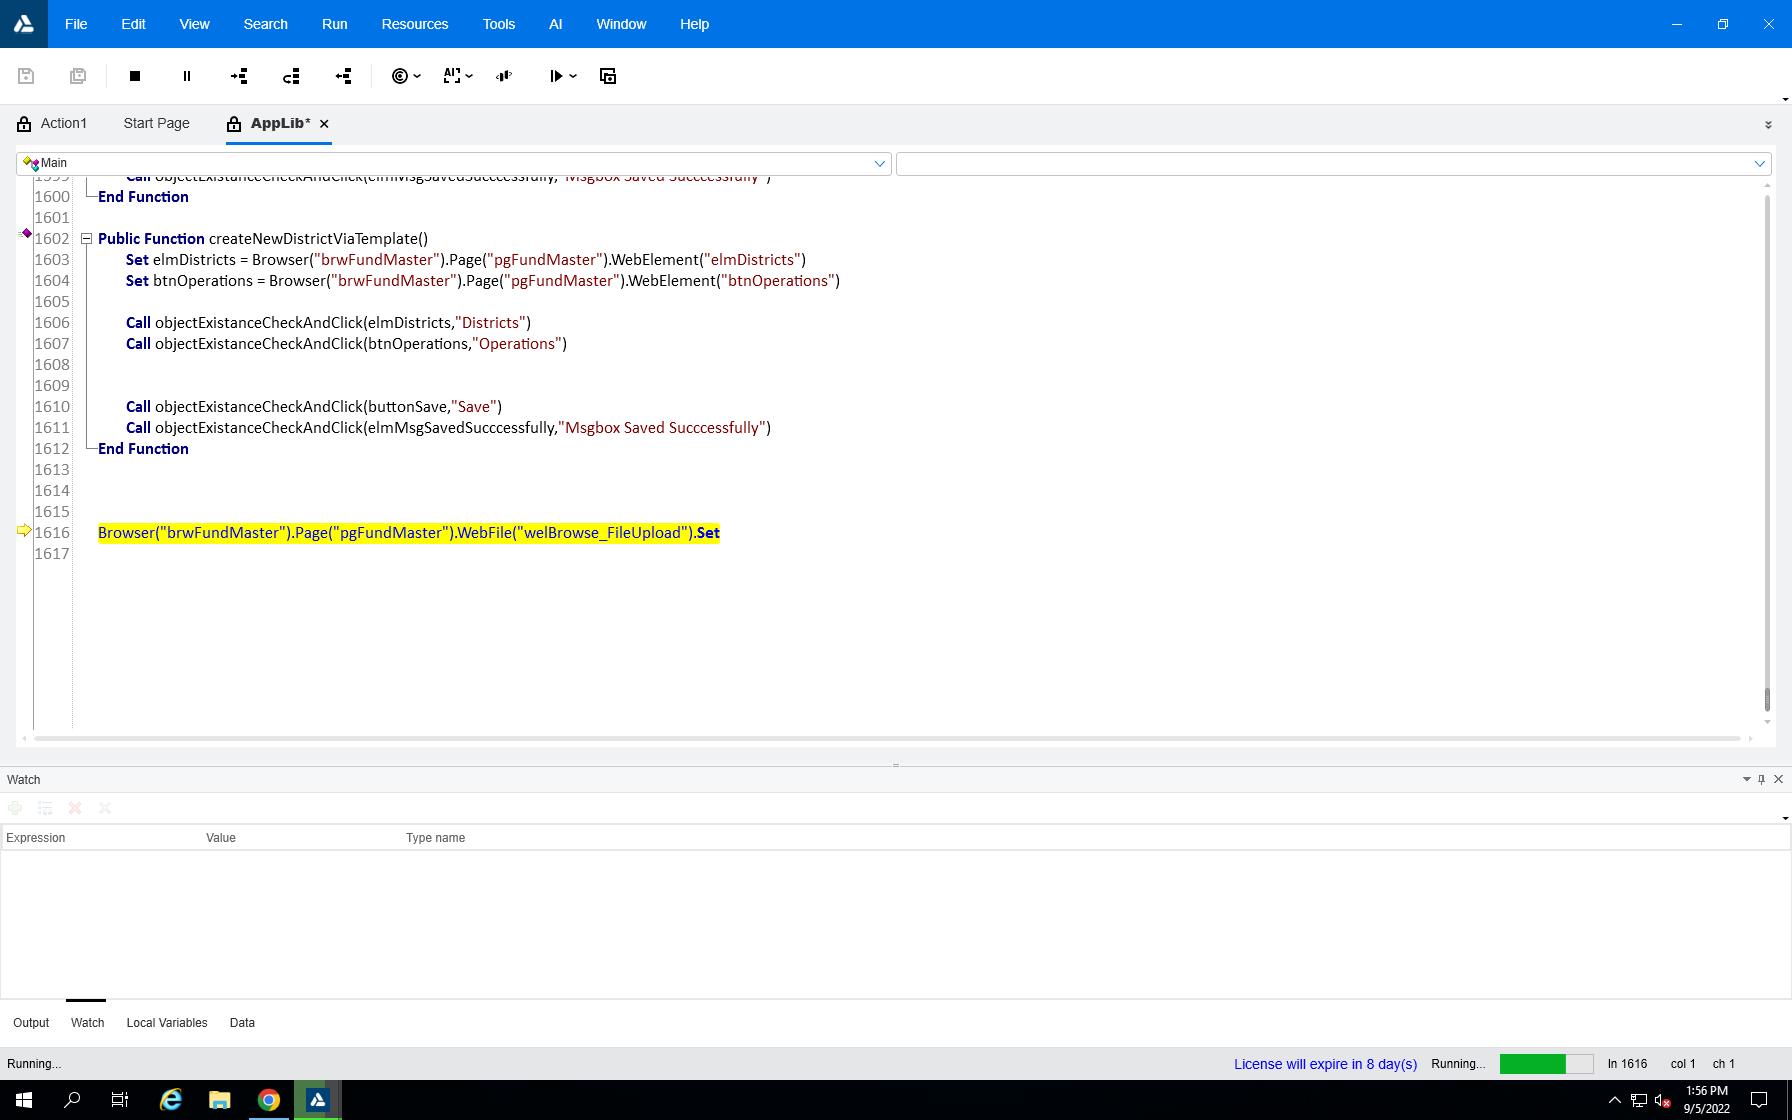 File Edit View Search Run Resources Tools AI Window Help
AI
Action1 Start Page AppLib*
Main
1599 Call objectExistanceCheckAndClick(elmMsgSavedSucccessfully,"Msgbox Saved Succcessfully")
1600 End Function
1601
1602 Public Function createNewDistrictViaTemplate()
1603 Set elmDistricts = Browser("brwFundMaster").Page("pgFundMaster").WebElement("elmDistricts")
1604 Set btnOperations = Browser("brwFundMaster").Page("pgFundMaster").WebElement("btnOperations")
1605
1606 Call objectExistanceCheckAndClick(elmDistricts,"Districts")
1607 Call objectExistanceCheckAndClick(btnOperations,"Operations")
1608
1609
1610 Call objectExistanceCheckAndClick(buttonSave,"Save")
1611 Call objectExistanceCheckAndClick(elmMsgSavedSucccessfully,"Msgbox Saved Succcessfully")
1612 End Function
1613
1614
1615
1616 Browser("brwFundMaster").Page("pgFundMaster").WebFile("welBrowse_FileUpload").Set
1617
Watch
Expression Value Type name
Output Watch Local Variables Data
Running... License will expire in 8 day(s) Running... ln 1616 col 1 ch 1
1:56 PM
9/5/2022